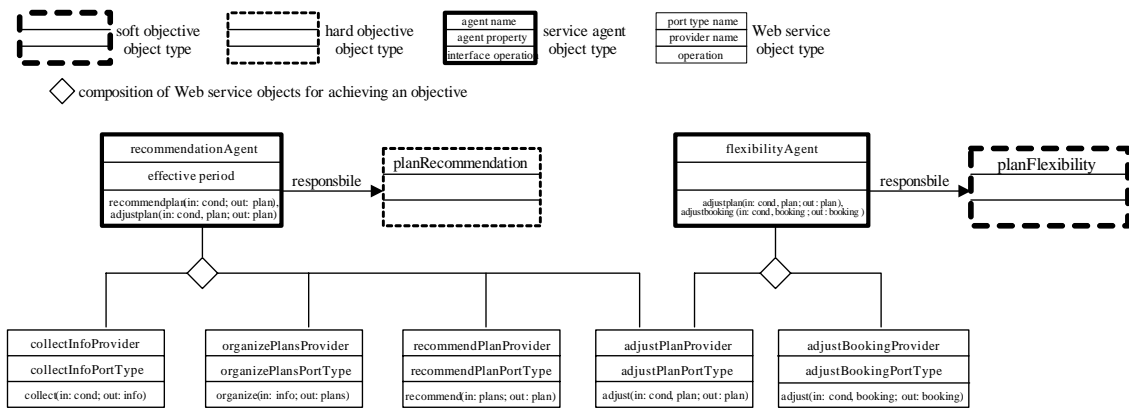 soft objective
object type
hard objective
object type
agent name
agent property
interface operation
service agent
object type
port type name
provider name
operation
Web service
object type
composition of Web service objects for achieving an objective
recommendationAgent
effective period
recommendplan(in: cond; out: plan),
adjustplan(in: cond, plan; out: plan)
responsbile
planRecommendation
flexibilityAgent
adjustplan(in: cond, plan; out : plan),
adjustbooking (in: cond, booking ; out : booking )
responsbile
planFlexibility
collectInfoProvider
collectInfoPortType
collect(in: cond; out: info)
organizePlansProvider
organizePlansPortType
organize(in: info; out: plans)
recommendPlanProvider
recommendPlanPortType
recommend(in: plans; out: plan)
adjustPlanProvider
adjustPlanPortType
adjust(in: cond, plan; out: plan)
adjustBookingProvider
adjustBookingPortType
adjust(in: cond, booking; out: booking)